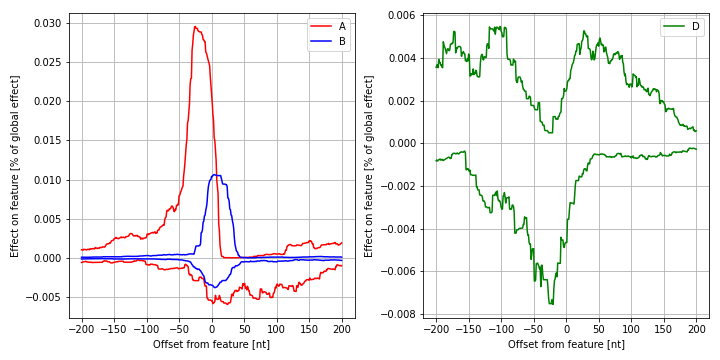 Effect on feature [% of global effect]
0.030
0.025
0.020
0.015
0.010
0.005
0.000
−0.005
−200 −150 −100 −50 0 50 100 150 200
Offset from feature [nt]
A
B
Effect on feature [% of global effect]
0.006
0.004
0.002
0.000
−0.002
−0.004
−0.006
−0.008
−200 −150 −100 −50 0 50 100 150 200
Offset from feature [nt]
D